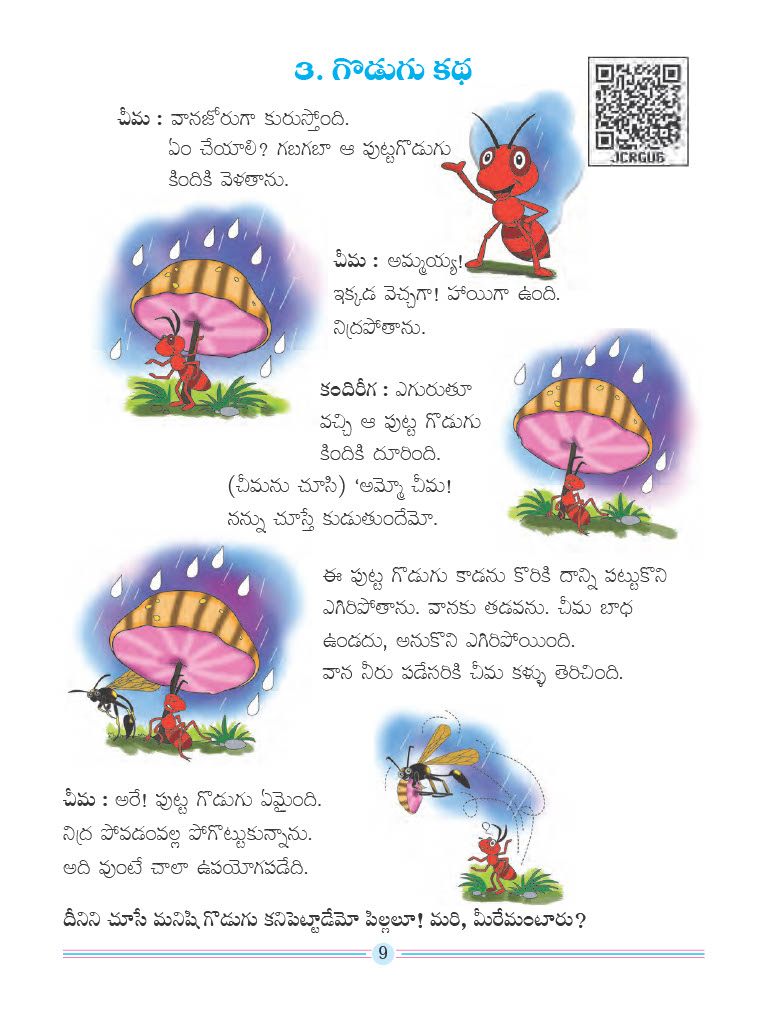 3. గొడుగు కథ
JCRGU6
చీమ : వానజోరుగా కురుస్తోంది.
ఏం చేయాలి? గబగబా ఆ పుట్టగొడుగు
కిందికి వెళతాను.
చీమ : అమ్మయ్య!
ఇక్కడ వెచ్చగా! హాయిగా ఉంది.
నిద్రపోతాను.
కందిరీగ : ఎగురుతూ
వచ్చి ఆ పుట్ట గొడుగు
కిందికి దూరింది.
(చీమను చూసి) ‘అమ్మో చీమ!
నన్ను చూస్తే కుడుతుందేమో.
ఈ పుట్ట గొడుగు కాడను కొరికి దాన్ని పట్టుకొని
ఎగిరిపోతాను. వానకు తడవను. చీమ బాధ
ఉండదు, అనుకొని ఎగిరిపోయింది.
వాన నీరు పడేసరికి చీమ కళ్ళు తెరిచింది.
చీమ : అరే! పుట్ట గొడుగు ఏమైంది.
నిద్ర పోవడంవల్ల పోగొట్టుకున్నాను.
అది వుంటే చాలా ఉపయోగపడేది.
దీనిని చూసే మనిషి గొడుగు కనిపెట్టాడేమో పిల్లలూ! మరి, మీరేమంటారు?
9